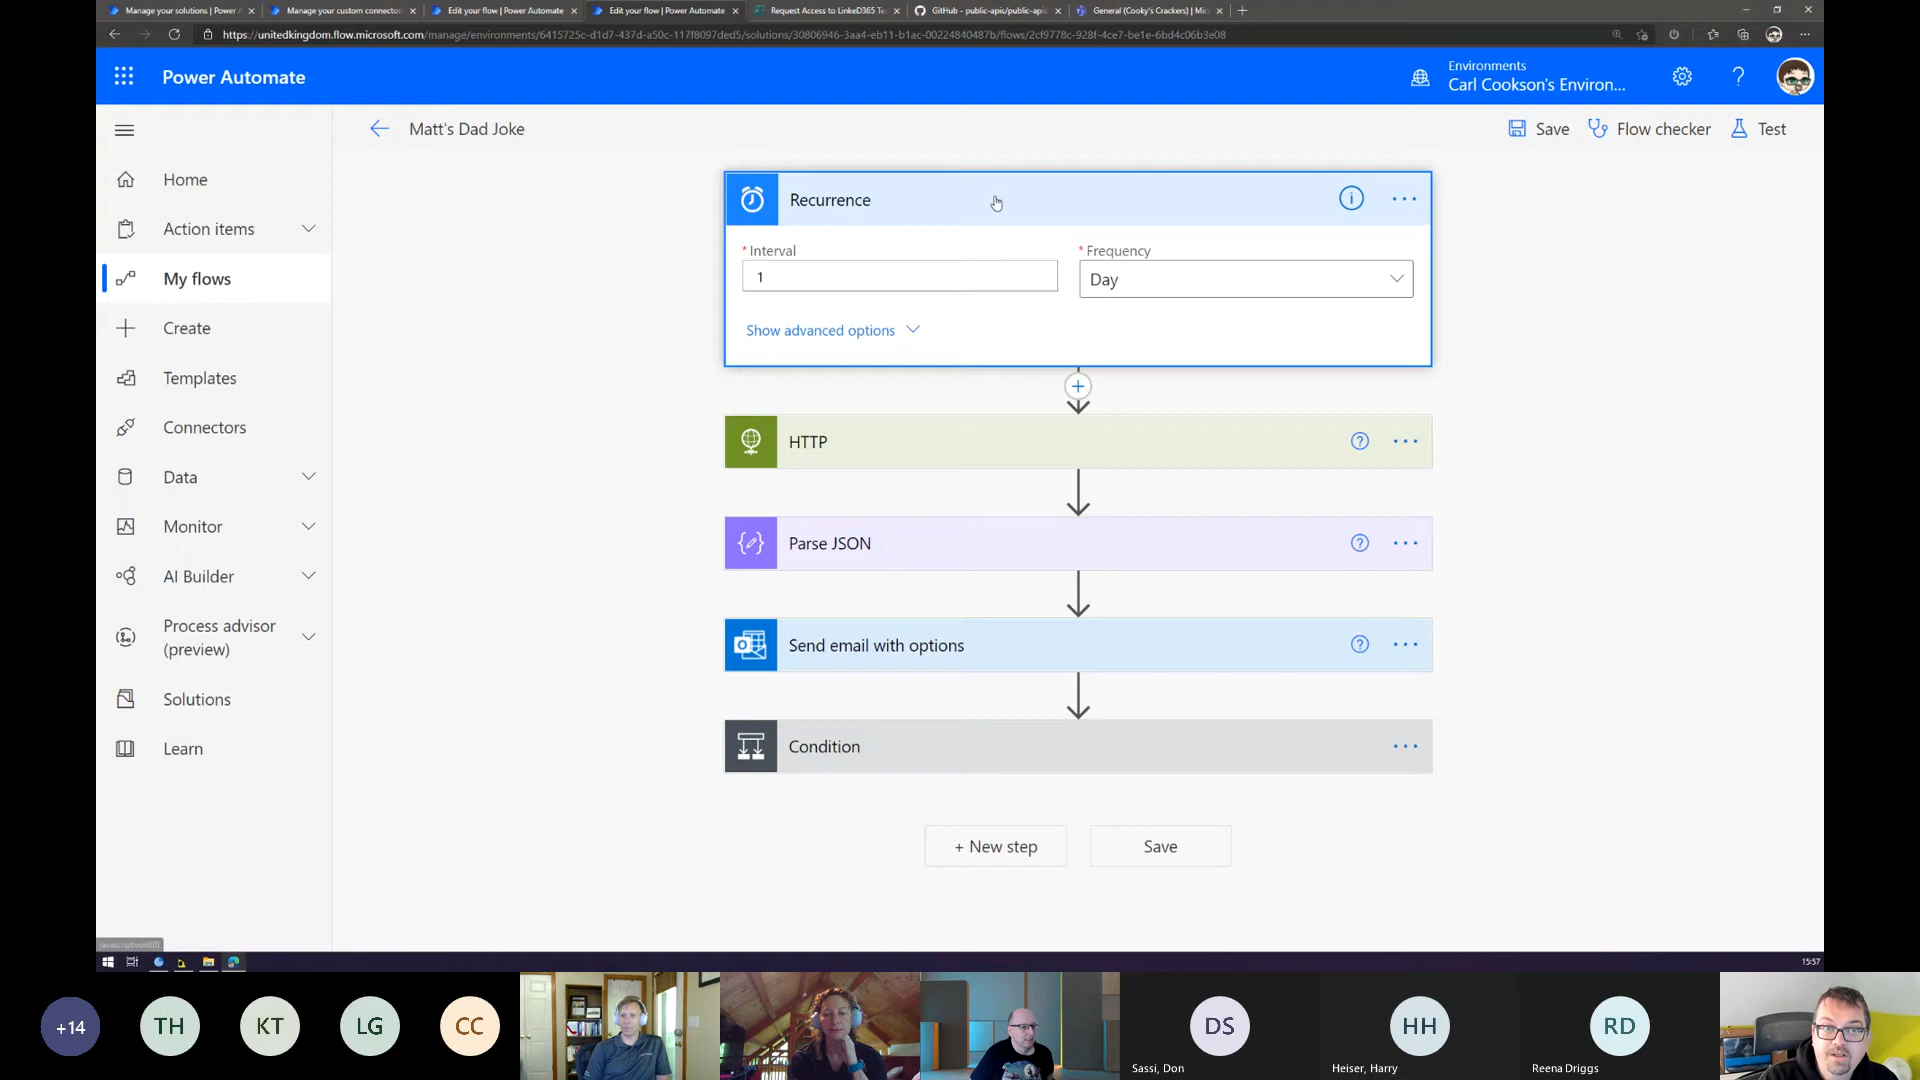 Manage your solutions | Power A
Manage your custom connector
Edit your flow | Power Automate
Edit your flow | Power Automate
Request Access to LinkeD365 Te
GitHub - public-apis/public-apis
General (Cooky's Crackers) | Micr
https://unitedkingdom.flow.microsoft.com/manage/environments/6415725c-d1d7-437d-a50c-117f8097ded5/solutions/30806946-3aa4-eb11-b1ac-00224840487b/flows/2cf9778c-928f-4ce7-be1e-6bd4c06b3e08
Power Automate
Environments
Carl Cookson's Environ...
?
Matt's Dad Joke
Save
Flow checker
Test
Home
Action items
My flows
Create
Templates
Connectors
Data
Monitor
AI Builder
Process advisor
(preview)
Solutions
Learn
Recurrence
* Interval
* Frequency
1
Day
Show advanced options
HTTP
Parse JSON
Send email with options
Condition
+ New step
Save
javascript:void(0)
15:57
+14
TH
KT
LG
CC
DS
HH
RD
Sassi, Don
Heiser, Harry
Reena Driggs